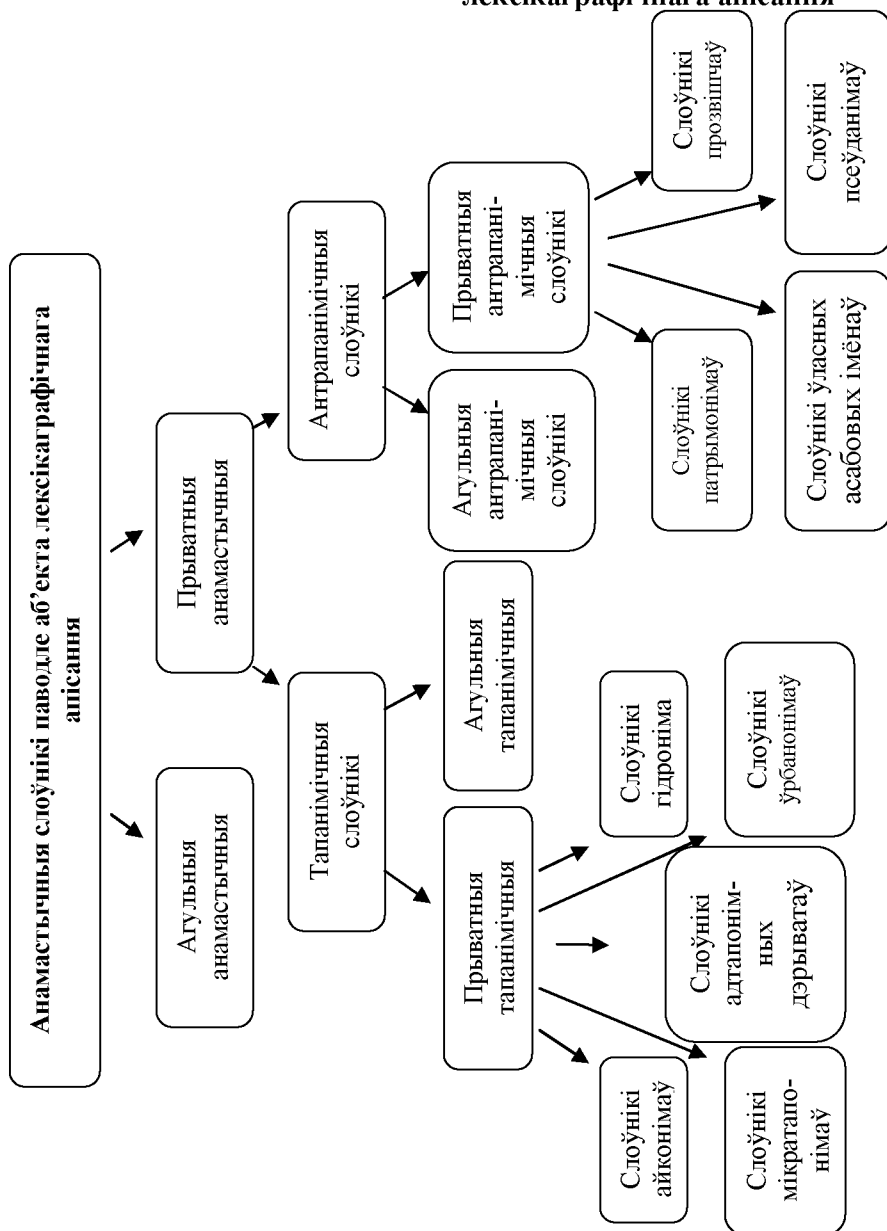 лексікаграфічнага апісання
Анамастычныя слоўнікі паводле аб’екта лексікаграфічнага
апісання
Агульныя
анамастычныя
Прыватныя
анамастычныя
Тапанімічныя
слоўнікі
Антрапанімічныя
слоўнікі
Прыватныя
тапанімічныя
Агульныя
тапанімічныя
Агульныя
антрапані-
мічныя
слоўнікі
Прыватныя
антрапані-
мічныя
слоўнікі
Слоўнікі
айконімаў
Слоўнікі
гідроніма
Слоўнікі
патрымонімаў
Слоўнікі
прозвішчаў
Слоўнікі
мікратапо-
німаў
Слоўнікі
адтапонім-
ных
дэрыватаў
Слоўнікі
ўрбанонімаў
Слоўнікі ўласных
асабовых імёнаў
Слоўнікі
псеўданімаў